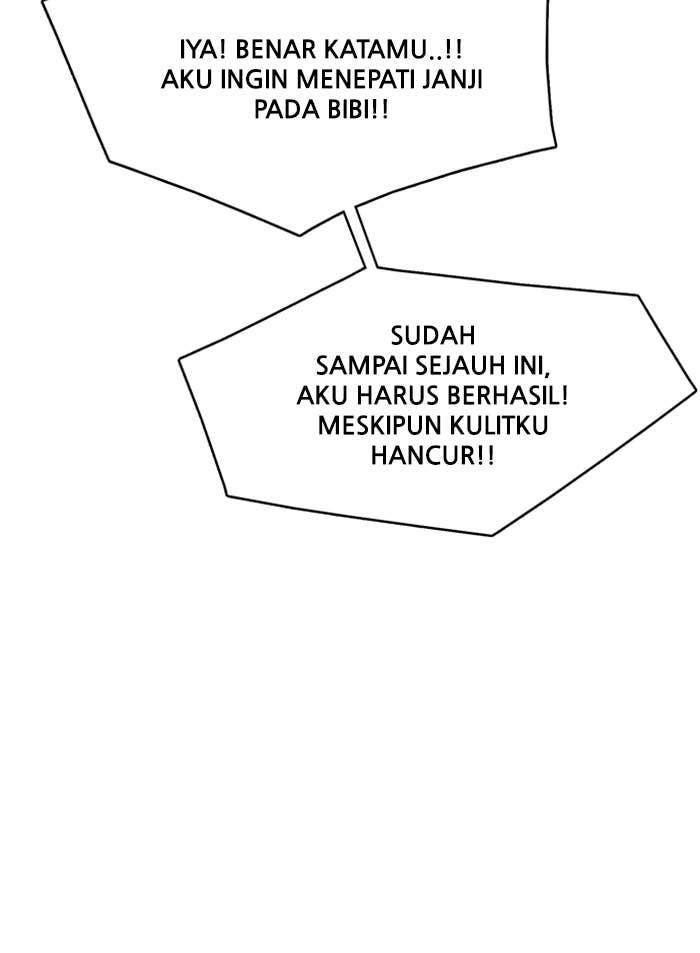 IYA! BENAR KATAMU..!!
AKU INGIN MENEPATI JANJI
PADA BIBI!!
SUDAH
SAMPAI SEJAUH INI,
AKU HARUS BERHASIL!
MESKIPUN KULITKU
HANCUR!!